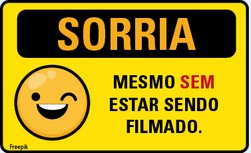 SORRIA
MESMO SEM
ESTAR SENDO
FILMADO.
Freepik